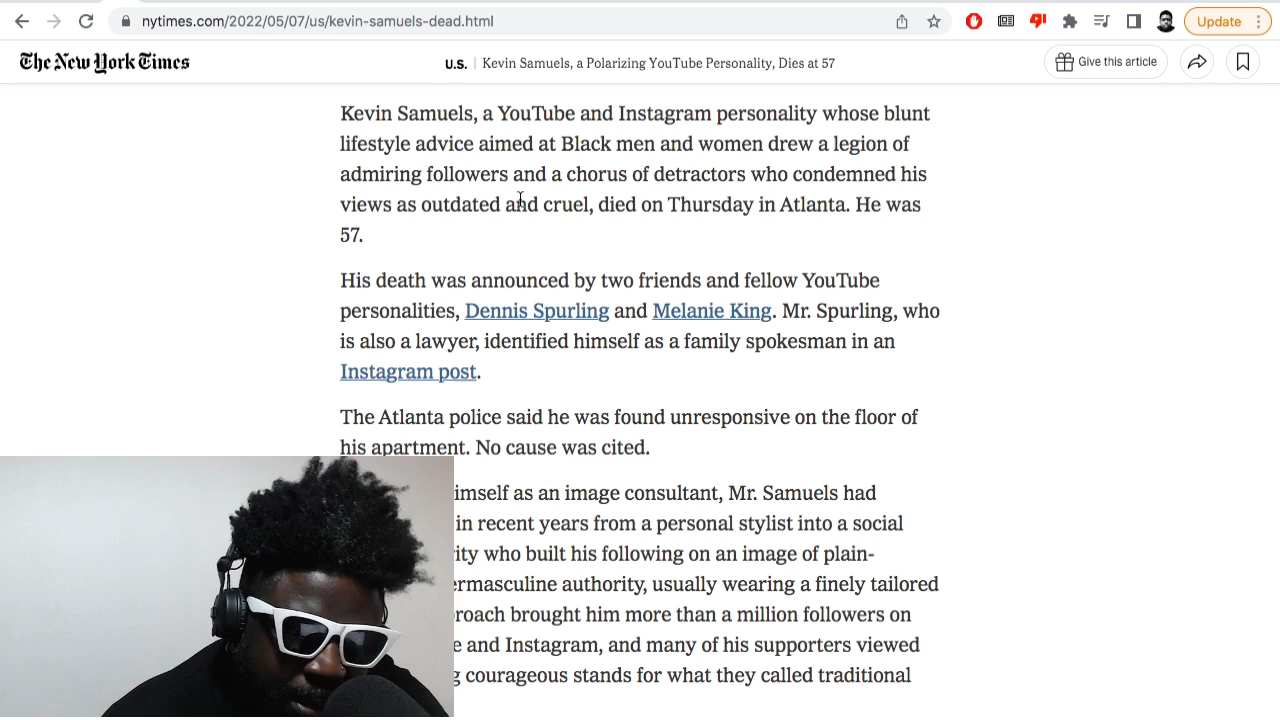 nytimes.com/2022/05/07/us/kevin-samuels-dead.html
Update
The New York Times
U.S. | Kevin Samuels, a Polarizing YouTube Personality, Dies at 57
Give this article
Kevin Samuels, a YouTube and Instagram personality whose blunt
lifestyle advice aimed at Black men and women drew a legion of
admiring followers and a chorus of detractors who condemned his
views as outdated and cruel, died on Thursday in Atlanta. He was
57.
His death was announced by two friends and fellow YouTube
personalities, Dennis Spurling and Melanie King. Mr. Spurling, who
is also a lawyer, identified himself as a family spokesman in an
Instagram post.
The Atlanta police said he was found unresponsive on the floor of
his apartment. No cause was cited.
imself as an image consultant, Mr. Samuels had
in recent years from a personal stylist into a social
ity who built his following on an image of plain-
ermasculine authority, usually wearing a finely tailored
roach brought him more than a million followers on
e and Instagram, and many of his supporters viewed
g courageous stands for what they called traditional